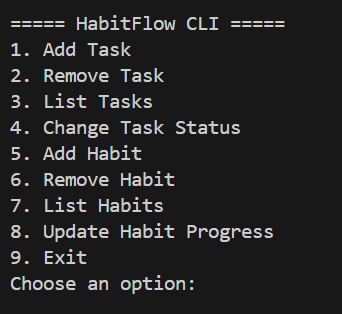 ===== HabitFlow CLI =====
1. Add Task
2. Remove Task
3. List Tasks
4. Change Task Status
5. Add Habit
6. Remove Habit
7. List Habits
8. Update Habit Progress
9. Exit
Choose an option: